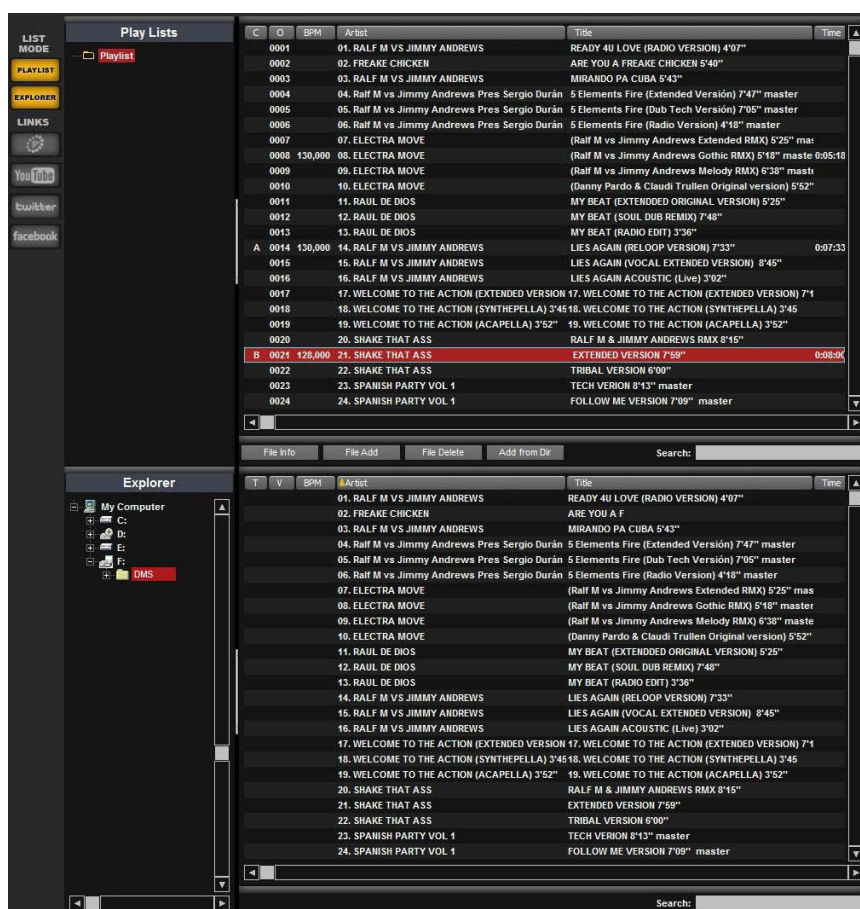 LIST MODE
PLAYLIST
EXPLORER
LINKS
YouTube
twitter
facebook
Play Lists
Playlist
C O BPM Artist Title Time
0001 01. RALF M VS JIMMY ANDREWS READY 4U LOVE (RADIO VERSION) 4'07"
0002 02. FREAKE CHICKEN ARE YOU A FREAKE CHICKEN 5'40"
0003 03. RALF M VS JIMMY ANDREWS MIRANDO PA CUBA 5'43"
0004 04. Ralf M vs Jimmy Andrews Pres Sergio Durán 5 Elements Fire (Extended Versión) 7'47" master
0005 05. Ralf M vs Jimmy Andrews Pres Sergio Durán 5 Elements Fire (Dub Tech Versión) 7'05" master
0006 06. Ralf M vs Jimmy Andrews Pres Sergio Durán 5 Elements Fire (Radio Version) 4'18" master
0007 07. ELECTRA MOVE (Ralf M vs Jimmy Andrews Extended RMX) 5'25" mas
0008 130,000 08. ELECTRA MOVE (Ralf M vs Jimmy Andrews Gothic RMX) 5'18" maste 0:05:18
0009 09. ELECTRA MOVE (Ralf M vs Jimmy Andrews Melody RMX) 6'38" maste
0010 10. ELECTRA MOVE (Danny Pardo & Claudi Trullen Original version) 5'52"
0011 11. RAUL DE DIOS MY BEAT (EXTENDDED ORIGINAL VERSION) 5'25"
0012 12. RAUL DE DIOS MY BEAT (SOUL DUB REMIX) 7'48"
0013 13. RAUL DE DIOS MY BEAT (RADIO EDIT) 3'36"
A 0014 130,000 14. RALF M VS JIMMY ANDREWS LIES AGAIN (RELOOP VERSION) 7'33" 0:07:33
0015 15. RALF M VS JIMMY ANDREWS LIES AGAIN (VOCAL EXTENDED VERSION) 8'45"
0016 16. RALF M VS JIMMY ANDREWS LIES AGAIN ACOUSTIC (Live) 3'02"
0017 17. WELCOME TO THE ACTION (EXTENDED VERSION 17. WELCOME TO THE ACTION (EXTENDED VERSION) 7'1
0018 18. WELCOME TO THE ACTION (SYNTHEPELLA) 3'45 18. WELCOME TO THE ACTION (SYNTHEPELLA) 3'45
0019 19. WELCOME TO THE ACTION (ACAPELLA) 3'52" 19. WELCOME TO THE ACTION (ACAPELLA) 3'52"
0020 20. SHAKE THAT ASS RALF M & JIMMY ANDREWS RMX 8'15"
B 0021 128,000 21. SHAKE THAT ASS EXTENDED VERSION 7'59" 0:08:00
0022 22. SHAKE THAT ASS TRIBAL VERSION 6'00"
0023 23. SPANISH PARTY VOL 1 TECH VERION 8'13" master
0024 24. SPANISH PARTY VOL 1 FOLLOW ME VERSION 7'09" master
File Info File Add File Delete Add from Dir Search:
Explorer
My Computer
C:
D:
E:
F:
DMS
T V BPM Artist Title Time
01. RALF M VS JIMMY ANDREWS READY 4U LOVE (RADIO VERSION) 4'07"
02. FREAKE CHICKEN ARE YOU A F
03. RALF M VS JIMMY ANDREWS MIRANDO PA CUBA 5'43"
04. Ralf M vs Jimmy Andrews Pres Sergio Durán 5 Elements Fire (Extended Versión) 7'47" master
05. Ralf M vs Jimmy Andrews Pres Sergio Durán 5 Elements Fire (Dub Tech Versión) 7'05" master
06. Ralf M vs Jimmy Andrews Pres Sergio Durán 5 Elements Fire (Radio Version) 4'18" master
07. ELECTRA MOVE (Ralf M vs Jimmy Andrews Extended RMX) 5'25" mas
08. ELECTRA MOVE (Ralf M vs Jimmy Andrews Gothic RMX) 5'18" master
09. ELECTRA MOVE (Ralf M vs Jimmy Andrews Melody RMX) 6'38" maste
10. ELECTRA MOVE (Danny Pardo & Claudi Trullen Original version) 5'52"
11. RAUL DE DIOS MY BEAT (EXTENDDED ORIGINAL VERSION) 5'25"
12. RAUL DE DIOS MY BEAT (SOUL DUB REMIX) 7'48"
13. RAUL DE DIOS MY BEAT (RADIO EDIT) 3'36"
14. RALF M VS JIMMY ANDREWS LIES AGAIN (RELOOP VERSION) 7'33"
15. RALF M VS JIMMY ANDREWS LIES AGAIN (VOCAL EXTENDED VERSION) 8'45"
16. RALF M VS JIMMY ANDREWS LIES AGAIN ACOUSTIC (Live) 3'02"
17. WELCOME TO THE ACTION (EXTENDED VERSION 17. WELCOME TO THE ACTION (EXTENDED VERSION) 7'1
18. WELCOME TO THE ACTION (SYNTHEPELLA) 3'45 18. WELCOME TO THE ACTION (SYNTHEPELLA) 3'45
19. WELCOME TO THE ACTION (ACAPELLA) 3'52" 19. WELCOME TO THE ACTION (ACAPELLA) 3'52"
20. SHAKE THAT ASS RALF M & JIMMY ANDREWS RMX 8'15"
21. SHAKE THAT ASS EXTENDED VERSION 7'59"
22. SHAKE THAT ASS TRIBAL VERSION 6'00"
23. SPANISH PARTY VOL 1 TECH VERION 8'13" master
24. SPANISH PARTY VOL 1 FOLLOW ME VERSION 7'09" master
Search: